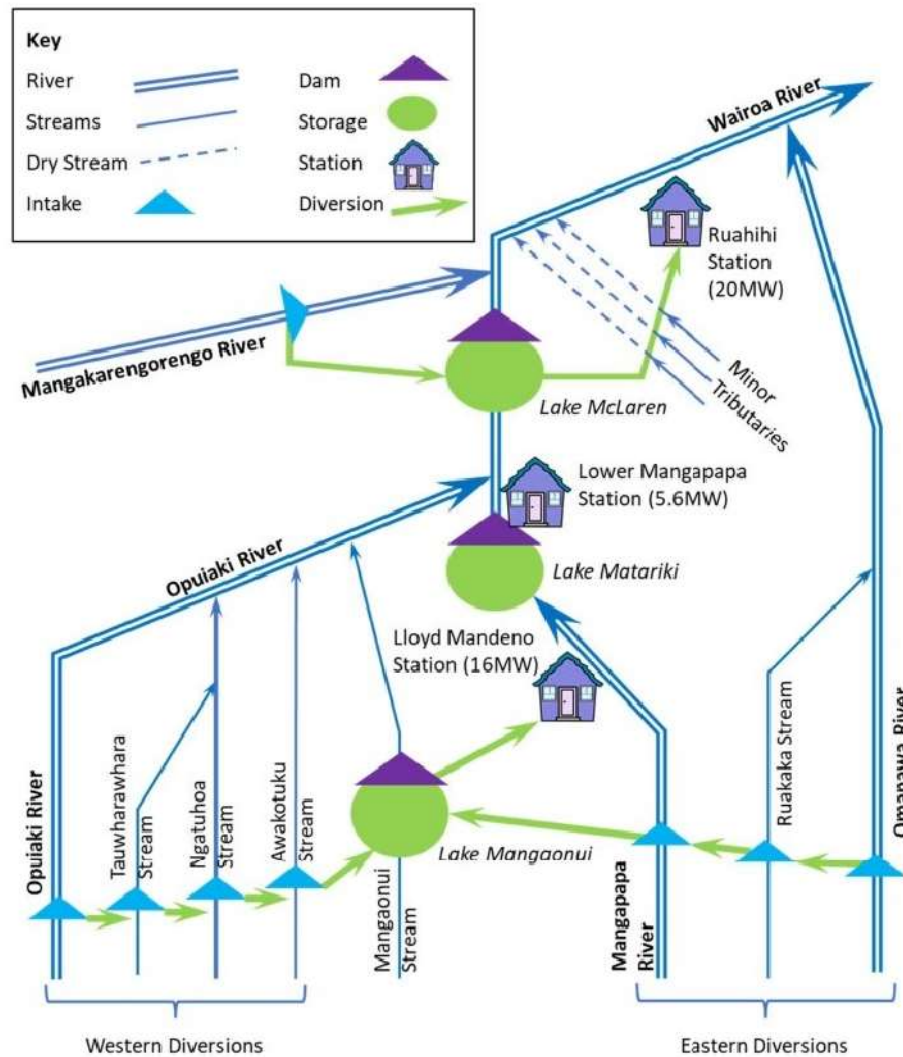 Key
River
Streams
Dry Stream
Intake
Dam
Storage
Station
Diversion
Wairoa River
Ruahihi
Station
(20MW)
Mangakarengorengo River
Minor
Tributaries
Lake McLaren
Lower Mangapapa
Station (5.6MW)
Opuiaki River
Lake Matariki
Lloyd Mandeno
Station (16MW)
Opuiaki River
Tauwharawhara
Stream
Ngatuhoa
Stream
Awakotuku
Stream
Mangaonui
Stream
Lake Mangaonui
Mangapapa
River
Ruakaka Stream
Omanawa River
Western Diversions
Eastern Diversions